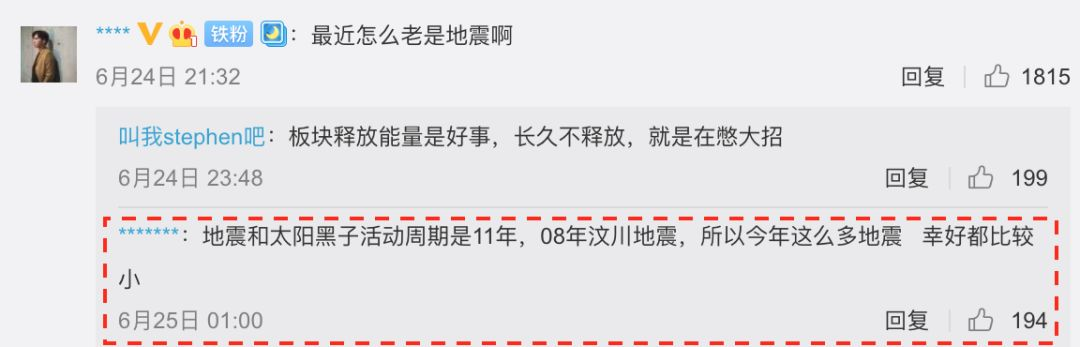 ****  铁粉 ：最近怎么老是地震啊
6月24日 21:32 回复 1815
叫我stephen吧：板块释放能量是好事，长久不释放，就是在憋大招
6月24日 23:48 回复 199
*******：地震和太阳黑子活动周期是11年，08年汶川地震，所以今年这么多地震 幸好都比较
小
6月25日 01:00 回复 194